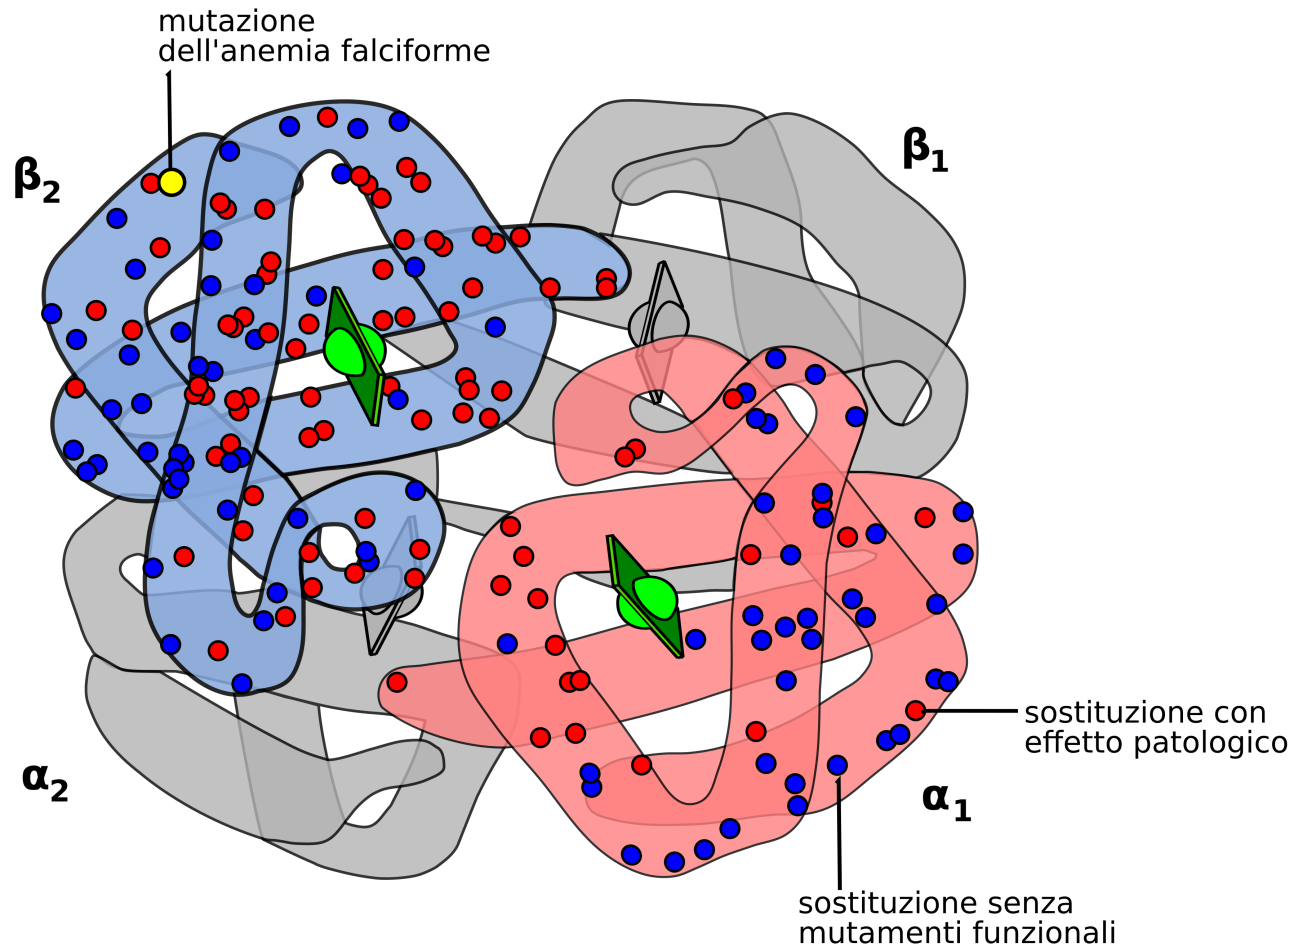 mutazione
dell'anemia falciforme
β2
β1
sostituzione con
effetto patologico
α2
α1
sostituzione senza
mutamenti funzionali